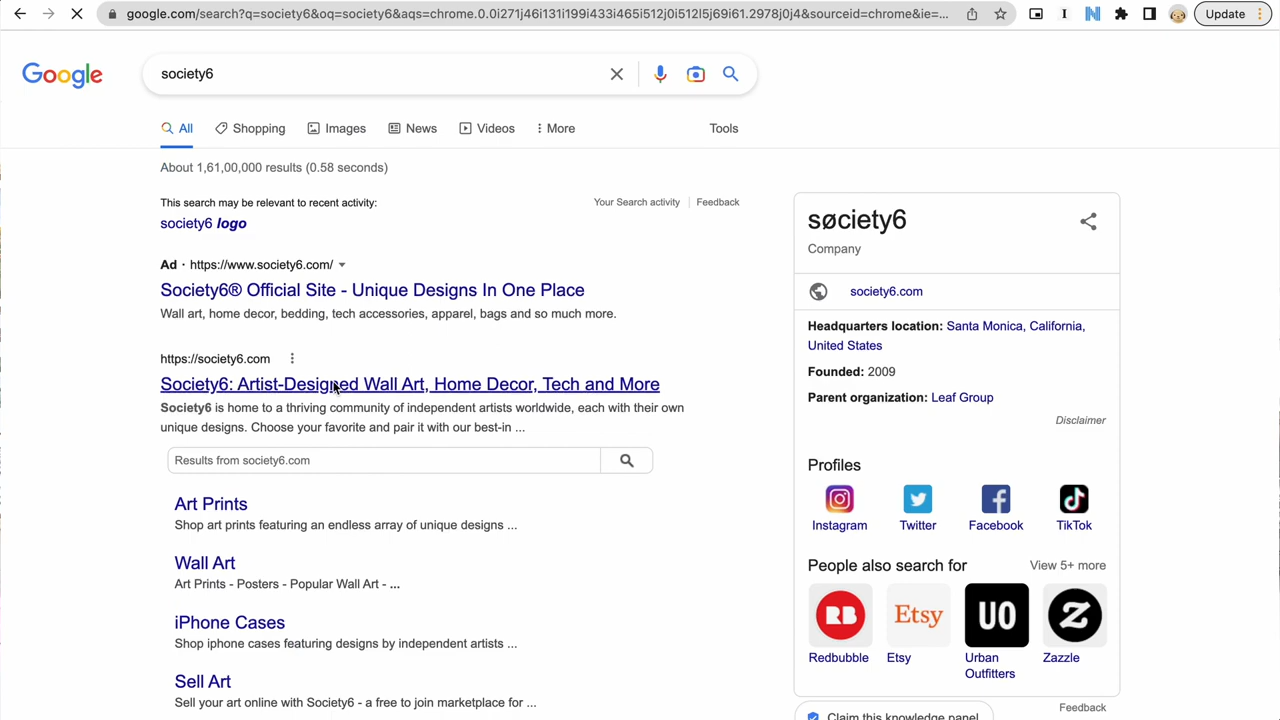 google.com/search?q=society6&oq=society6&aqs=chrome.0.0i271j46i131i199i433i465i512j0i512l5j69i61.2978j0j4&sourceid=chrome&ie=...
Update
Google
society6
All
Shopping
Images
News
Videos
More
Tools
About 1,61,00,000 results (0.58 seconds)
This search may be relevant to recent activity:
Your Search activity
Feedback
society6 logo
Ad · https://www.society6.com/
Society6® Official Site - Unique Designs In One Place
Wall art, home decor, bedding, tech accessories, apparel, bags and so much more.
https://society6.com
Society6: Artist-Designed Wall Art, Home Decor, Tech and More
Society6 is home to a thriving community of independent artists worldwide, each with their own
unique designs. Choose your favorite and pair it with our best-in ...
Results from society6.com
Art Prints
Shop art prints featuring an endless array of unique designs ...
Wall Art
Art Prints - Posters - Popular Wall Art - ...
iPhone Cases
Shop iphone cases featuring designs by independent artists ...
Sell Art
Sell your art online with Society6 - a free to join marketplace for ...
søciety6
Company
society6.com
Headquarters location: Santa Monica, California,
United States
Founded: 2009
Parent organization: Leaf Group
Disclaimer
Profiles
Instagram
Twitter
Facebook
TikTok
People also search for
View 5+ more
RB
Etsy
UO
Z
Redbubble
Etsy
Urban
Outfitters
Zazzle
Feedback
Claim this knowledge panel